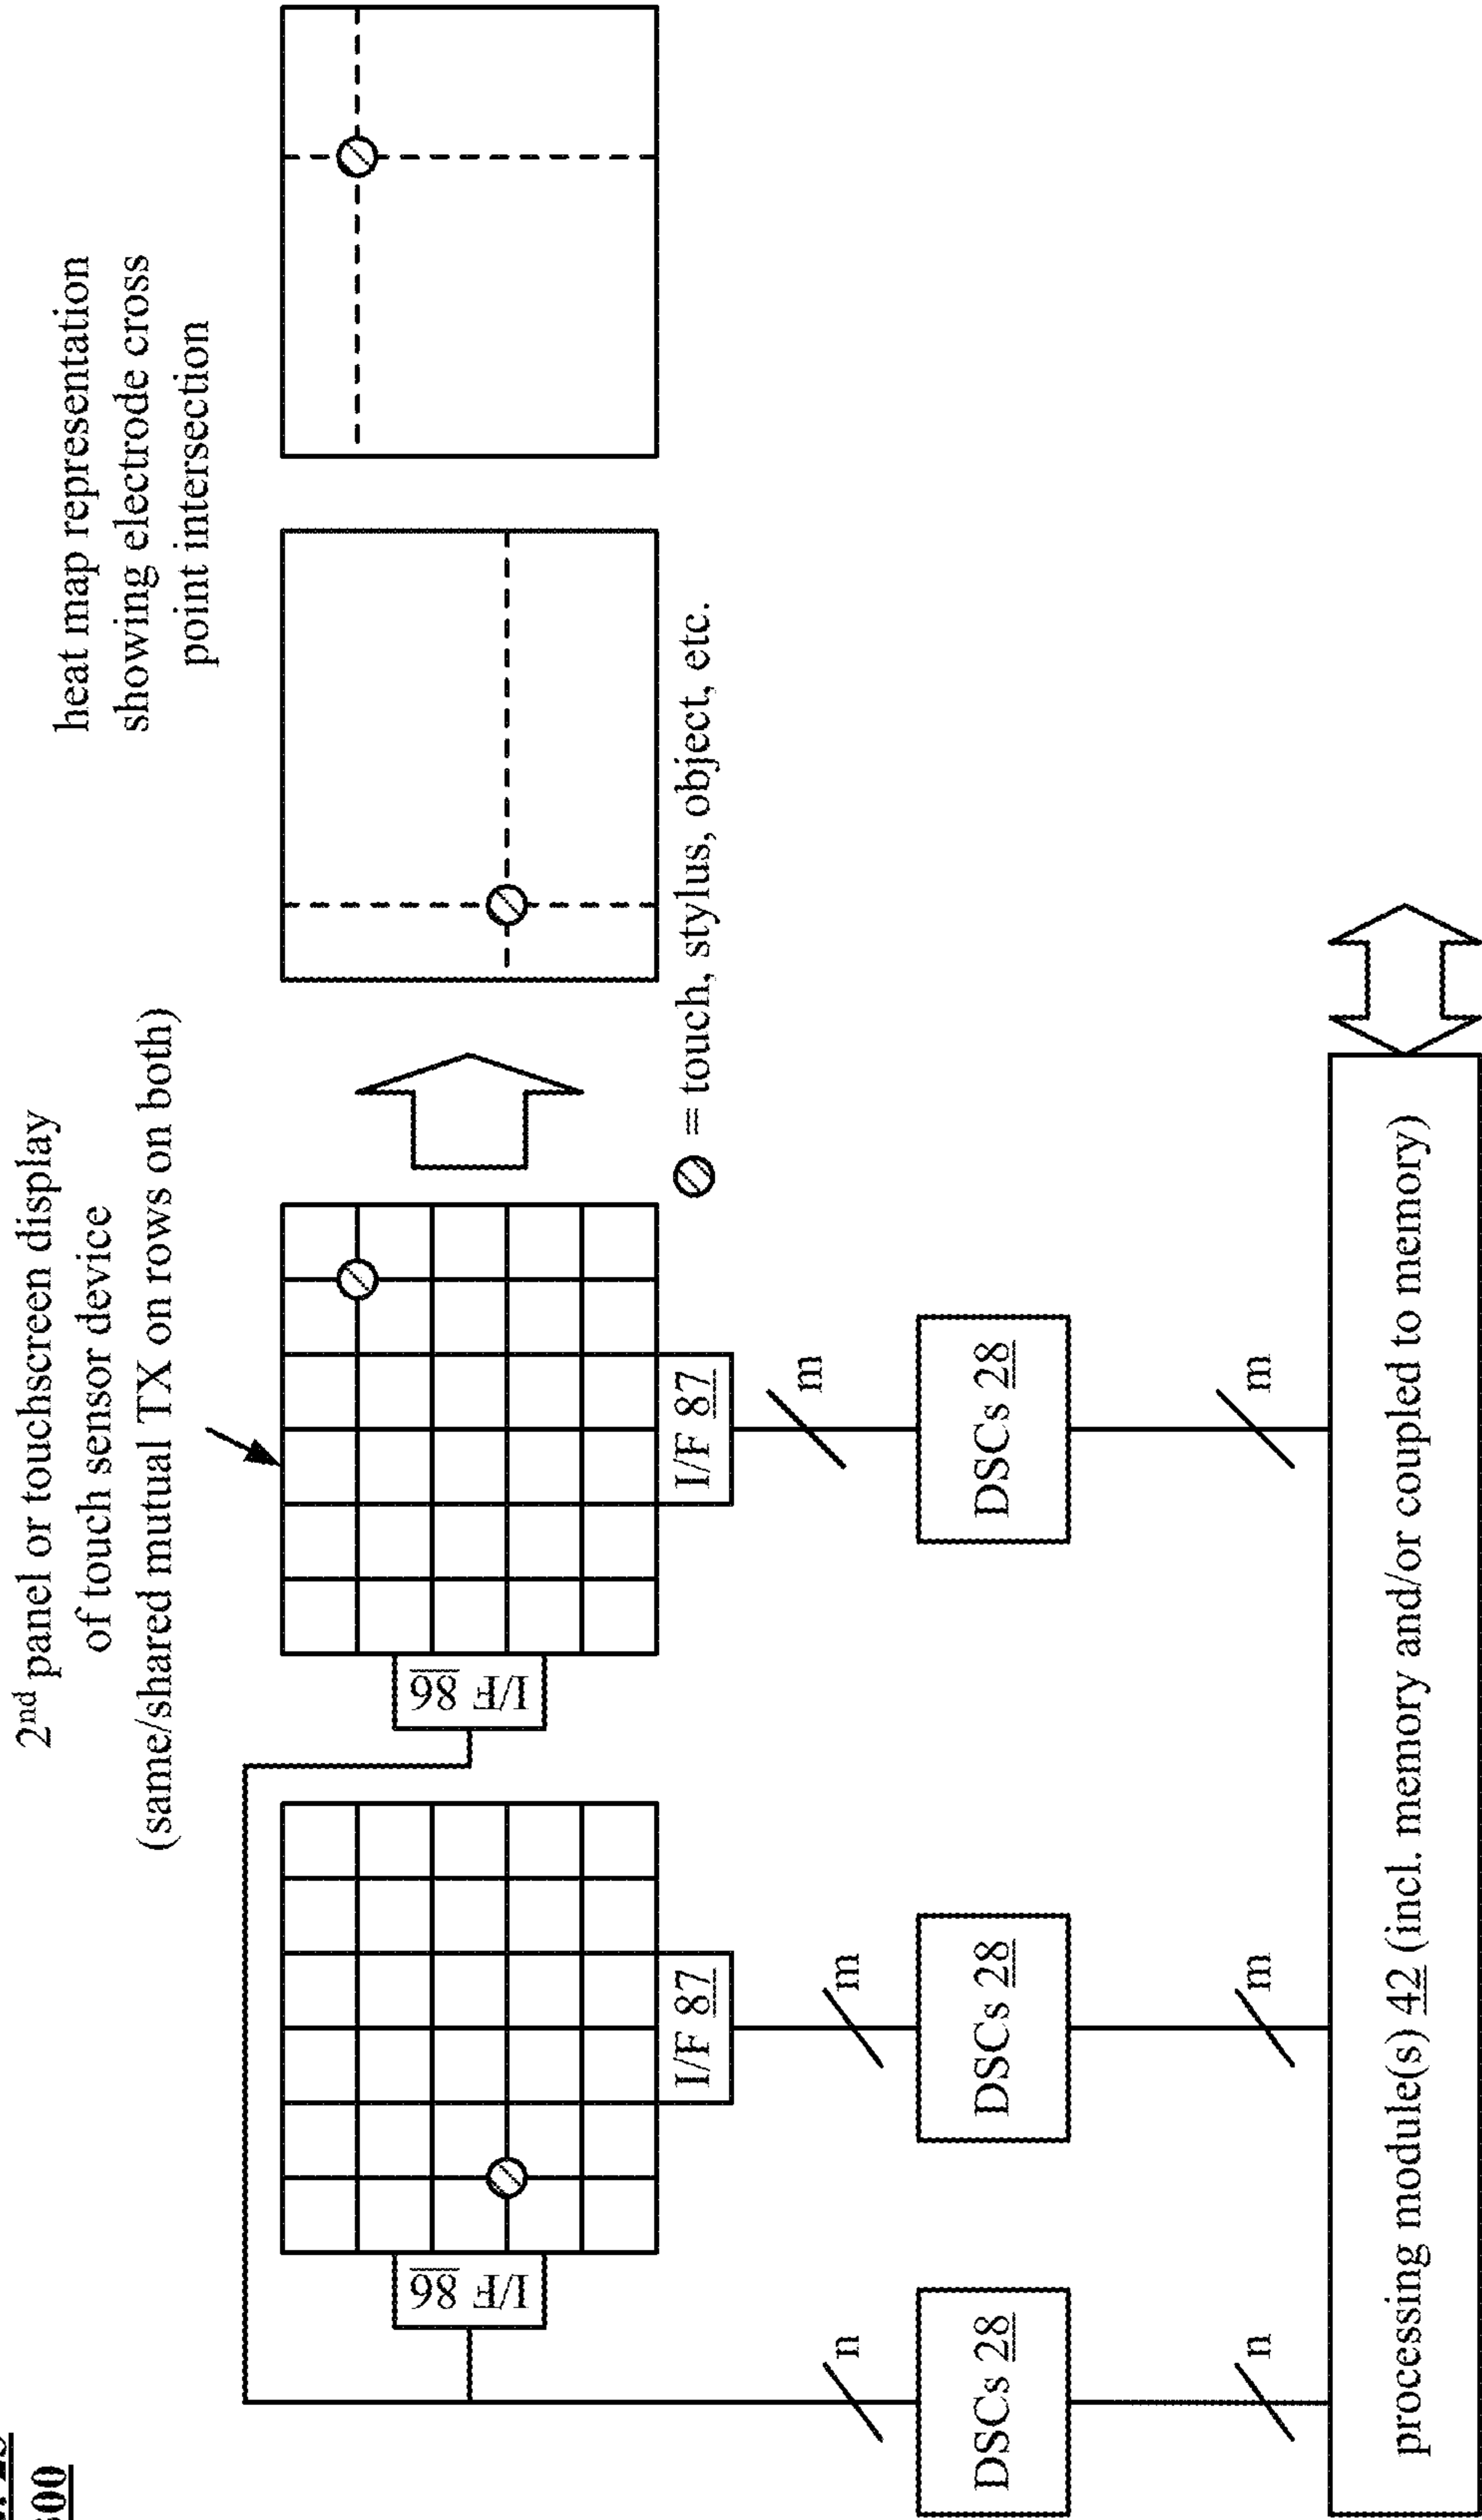 2nd panel or touchscreen display
of touch sensor device
(same/shared mutual TX on rows on both)
heat map representation
showing electrode cross
point intersection
I/F 86
I/F 87
I/F 86
I/F 87
= touch, stylus, object, etc.
n
m
m
DSCs 28
DSCs 28
DSCs 28
n
m
m
processing module(s) 42 (incl. memory and/or coupled to memory)